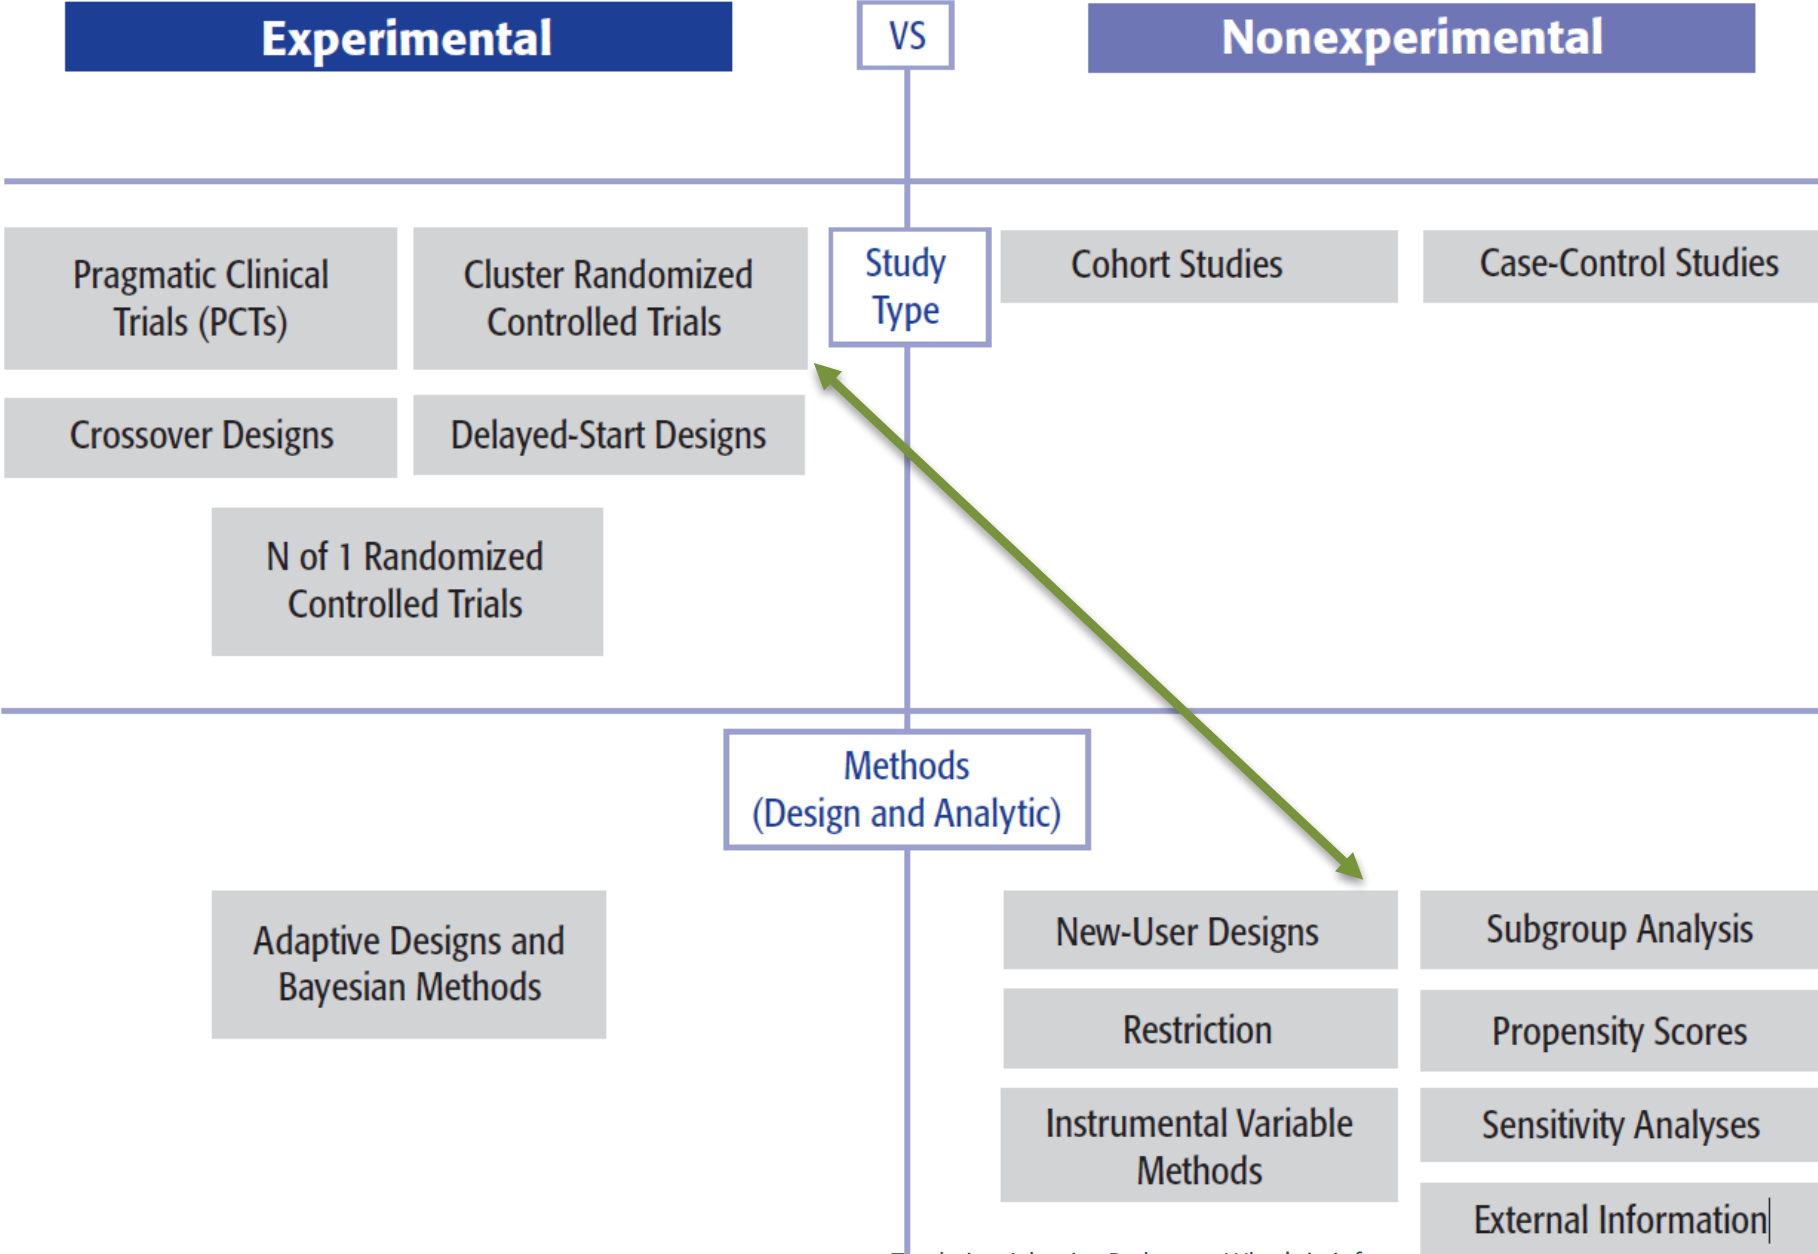 Experimental
VS
Nonexperimental
Pragmatic Clinical
Trials (PCTs)
Cluster Randomized
Controlled Trials
Study
Type
Cohort Studies
Case-Control Studies
Crossover Designs
Delayed-Start Designs
N of 1 Randomized
Controlled Trials
Methods
(Design and Analytic)
Adaptive Designs and
Bayesian Methods
New-User Designs
Subgroup Analysis
Restriction
Propensity Scores
Instrumental Variable
Methods
Sensitivity Analyses
External Information